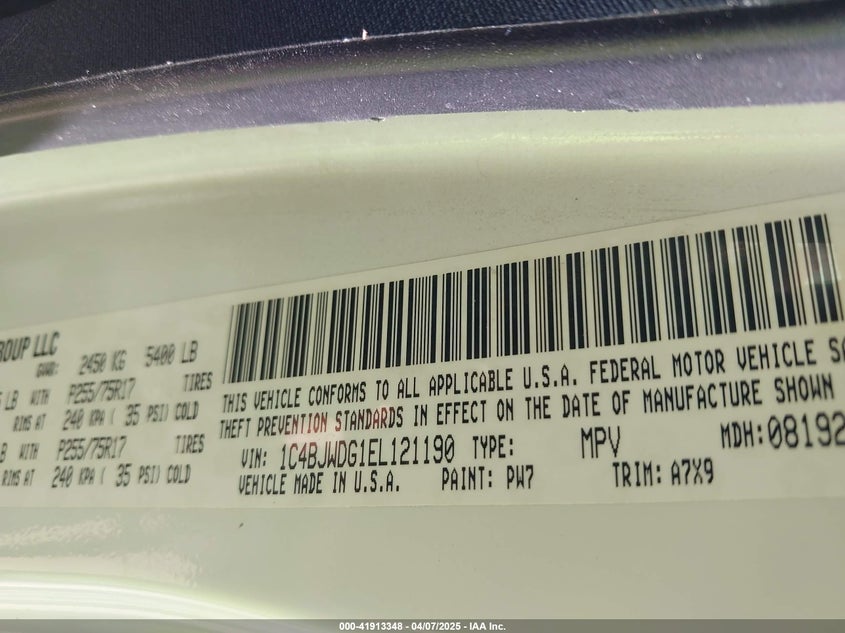 ROUP LLC
GVWR: 2450 KG 5400 LB
LB WITH P255/75R17 TIRES
RIMS AT 240 KPA ( 35 PSI) COLD
WITH P255/75R17 TIRES
RIMS AT 240 KPA ( 35 PSI) COLD
THIS VEHICLE CONFORMS TO ALL APPLICABLE U.S.A. FEDERAL MOTOR VEHICLE SA
THEFT PREVENTION STANDARDS IN EFFECT ON THE DATE OF MANUFACTURE SHOWN
VIN: 1C4BJWDG1EL121190 TYPE: MPV MDH: 08192
VEHICLE MADE IN U.S.A. PAINT: PW7 TRIM: A7X9
000-41913348 - 04/07/2025 - IAA Inc.